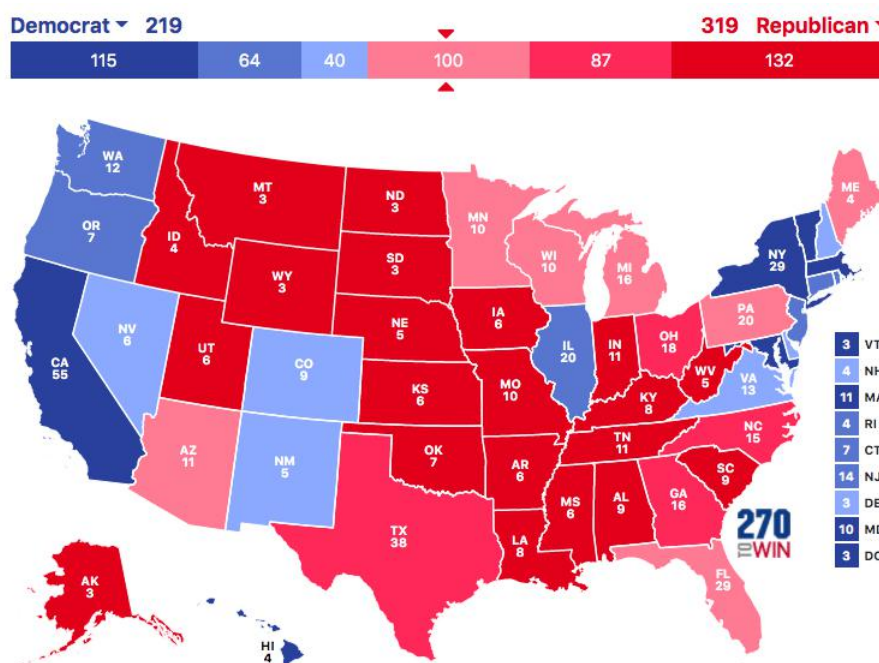 Democrat 219
319 Republican
115 64 40 100 87 132
WA
12
OR
7
CA
55
NV
6
ID
4
MT
3
WY
3
UT
6
AZ
11
CO
9
NM
5
ND
3
SD
3
NE
5
KS
6
OK
7
TX
38
MN
10
IA
6
MO
10
AR
6
LA
8
WI
10
IL
20
MI
16
IN
11
OH
18
KY
8
TN
11
MS
6
AL
9
GA
16
FL
29
SC
9
NC
15
VA
13
WV
5
PA
20
NY
29
ME
4
AK
3
HI
4
3 VT
4 NH
11 MA
4 RI
7 CT
14 NJ
3 DE
10 MD
3 DC
270
TO WIN